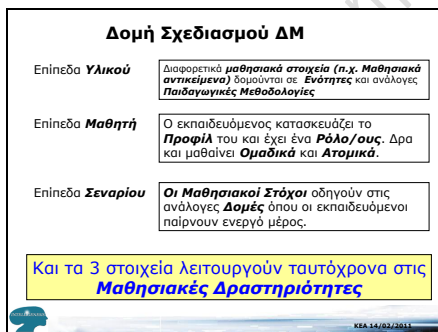 Δομή Σχεδιασμού ΔΜ
Επίπεδα Υλικού
Διαφορετικά μαθησιακά στοιχεία (π.χ. Μαθησιακά
αντικείμενα) δομούνται σε Ενότητες και ανάλογες
Παιδαγωγικές Μεθοδολογίες
Επίπεδα Μαθητή
Ο εκπαιδευόμενος κατασκευάζει το
Προφίλ του και έχει ένα Ρόλο/ους. Δρα
και μαθαίνει Ομαδικά και Ατομικά.
Επίπεδα Σεναρίου
Οι Μαθησιακοί Στόχοι οδηγούν στις
ανάλογες Δομές όπου οι εκπαιδευόμενοι
παίρνουν ενεργό μέρος.
Και τα 3 στοιχεία λειτουργούν ταυτόχρονα στις
Μαθησιακές Δραστηριότητες
ΚΕΑ 14/02/2011